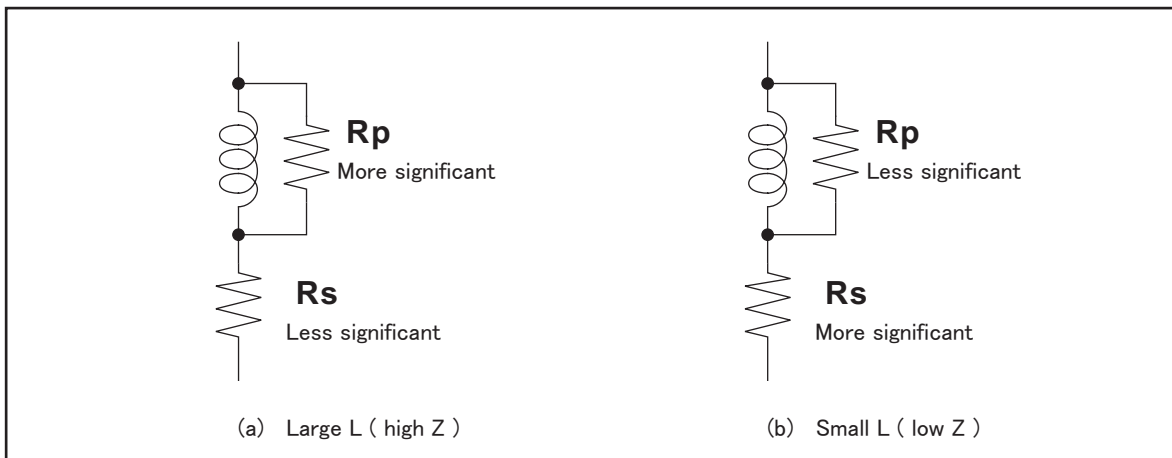 Rp
More significant
Rs
Less significant
(a) Large L ( high Z )
Rp
Less significant
Rs
More significant
(b) Small L ( low Z )